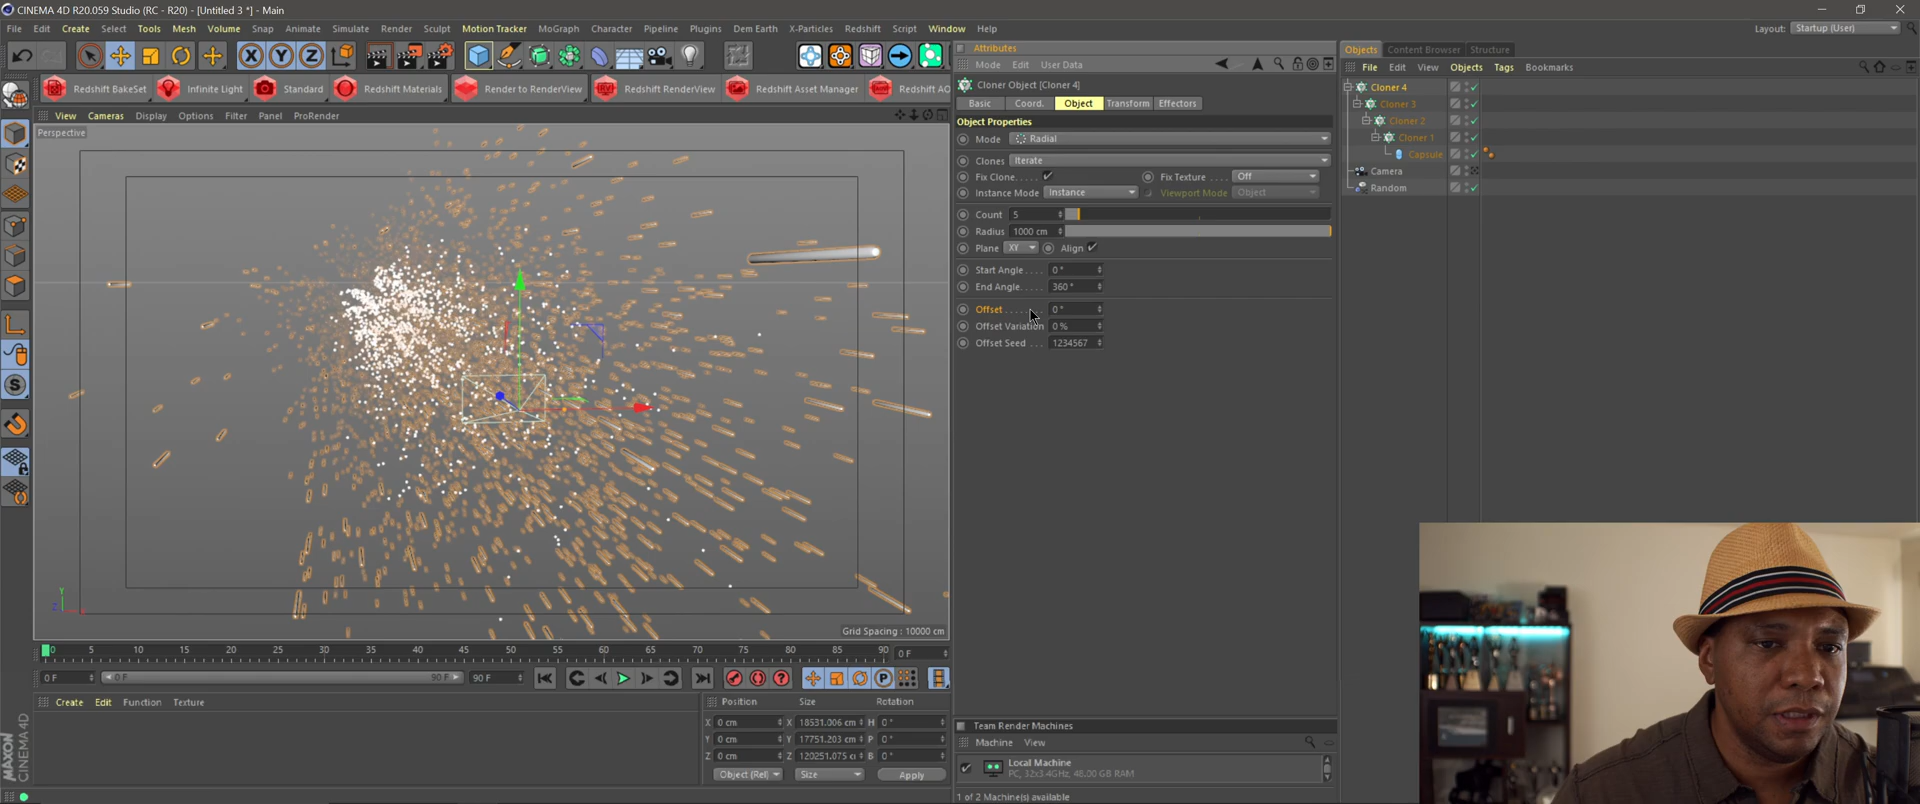 CINEMA 4D R20.059 Studio (RC - R20) - [Untitled 3 *] - Main
File Edit Create Select Tools Mesh Volume Snap Animate Simulate Render Sculpt Motion Tracker MoGraph Character Pipeline Plugins Dem Earth X-Particles Redshift Script Window Help Layout: Startup (User)
Attributes
Objects Content Browser Structure
Mode Edit User Data
File Edit View Objects Tags Bookmarks
X Y Z
Cloner Object [Cloner 4]
Redshift BakeSet Infinite Light Standard Redshift Materials Render to RenderView Redshift RenderView Redshift Asset Manager Redshift AO
RV
Basic Coord. Object Transform Effectors
View Cameras Display Options Filter Panel ProRender
Perspective
Object Properties
Mode Radial
Clones Iterate
Fix Clone..... Fix Texture .... Off
Instance Mode Instance Viewport Mode Object
Count 5
Radius 1000 cm
Plane XY Align
Start Angle .... 0 °
End Angle..... 360 °
Offset ....... 0 °
Offset Variation 0 %
Offset Seed ... 1234567
Cloner 4
Cloner 3
Cloner 2
Cloner 1
Capsule
Camera
Random
S
Y
Z
Grid Spacing : 10000 cm
0 5 10 15 20 25 30 35 40 45 50 55 60 65 70 75 80 85 90 0 F
0 F 0 F 90 F 90 F
P
Create Edit Function Texture
Position Size Rotation
X 0 cm X 18531.006 cm H 0 °
Y 0 cm Y 17751.203 cm P 0 °
Z 0 cm Z 120251.075 c B 0 °
Object (Rel) Size Apply
MAXON CINEMA 4D
Team Render Machines
Machine View
Local Machine
PC, 32x3.4GHz, 48.00 GB RAM
1 of 2 Machine(s) available